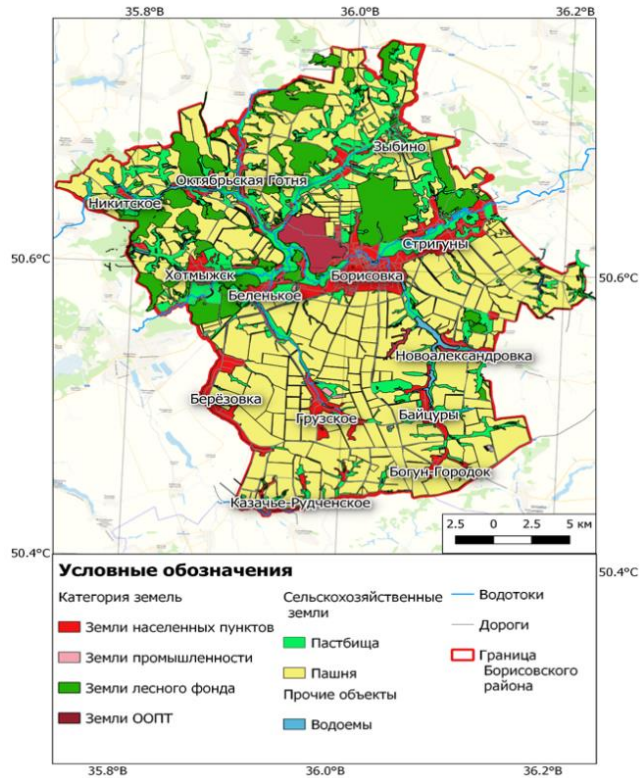 35.8°В 36.0°В 36.2°В
Зыбино
Октябрьская Готня
Никитское
Стригуны
50.6°С 50.6°С
Хотмыжск Борисовка
Беленькое
Новоалександровка
Берёзовка
Грузское Байцуры
Богун-Городок
Казачье-Рудченское
2.5 0 2.5 5 км
50.4°С
50.4°С
Условные обозначения
Категория земель
Земли населенных пунктов
Земли промышленности
Земли лесного фонда
Земли ООПТ
Сельскохозяйственные
земли
Пастбища
Пашня
Прочие объекты
Водоемы
Водотоки
Дороги
Граница
Борисовского
района
35.8°В 36.0°В 36.2°В